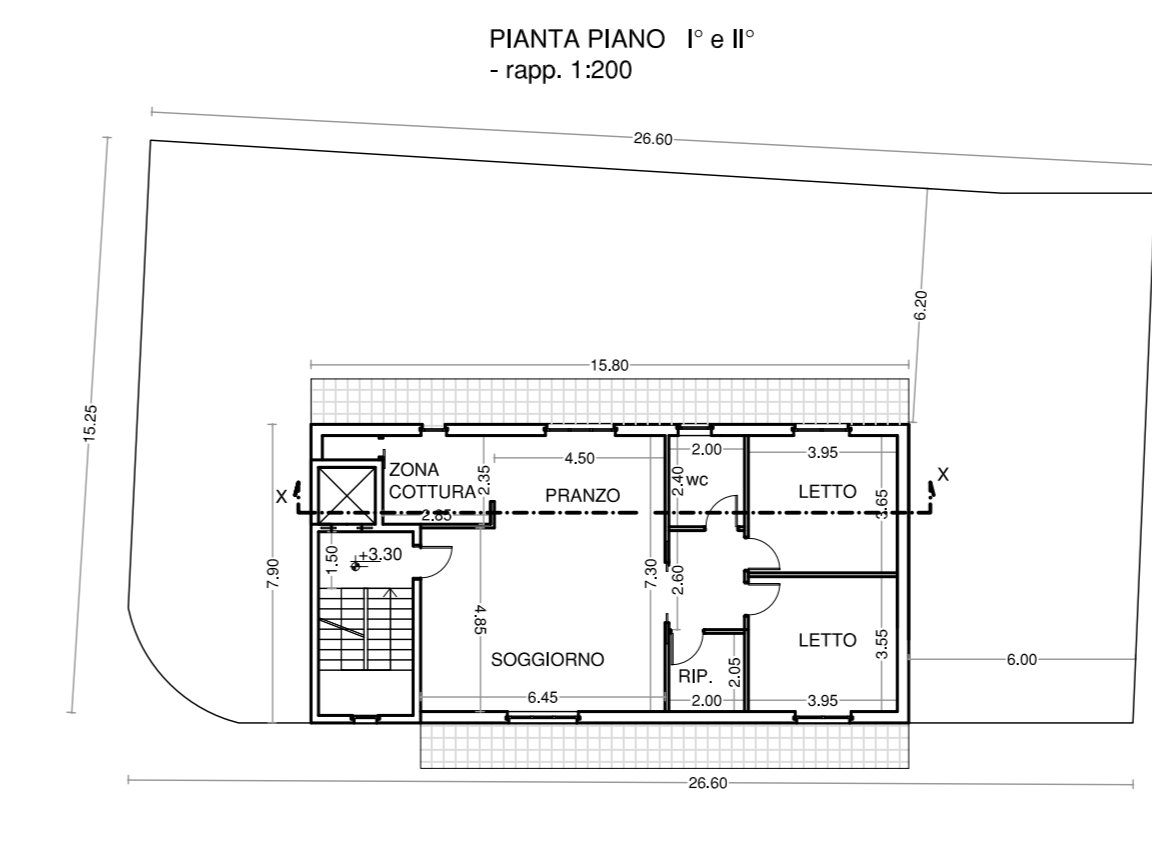 PIANTA PIANO I° e II°
- rapp. 1:200
26.60
15.25
6.20
15.80
7.90
ZONA
COTTURA
2.35
2.85
4.50
PRANZO
2.00
2.40
wc
3.95
LETTO
3.65
X
X
1.50
+3.30
4.85
7.30
2.60
SOGGIORNO
6.45
RIP.
2.05
2.00
LETTO
3.55
3.95
6.00
26.60